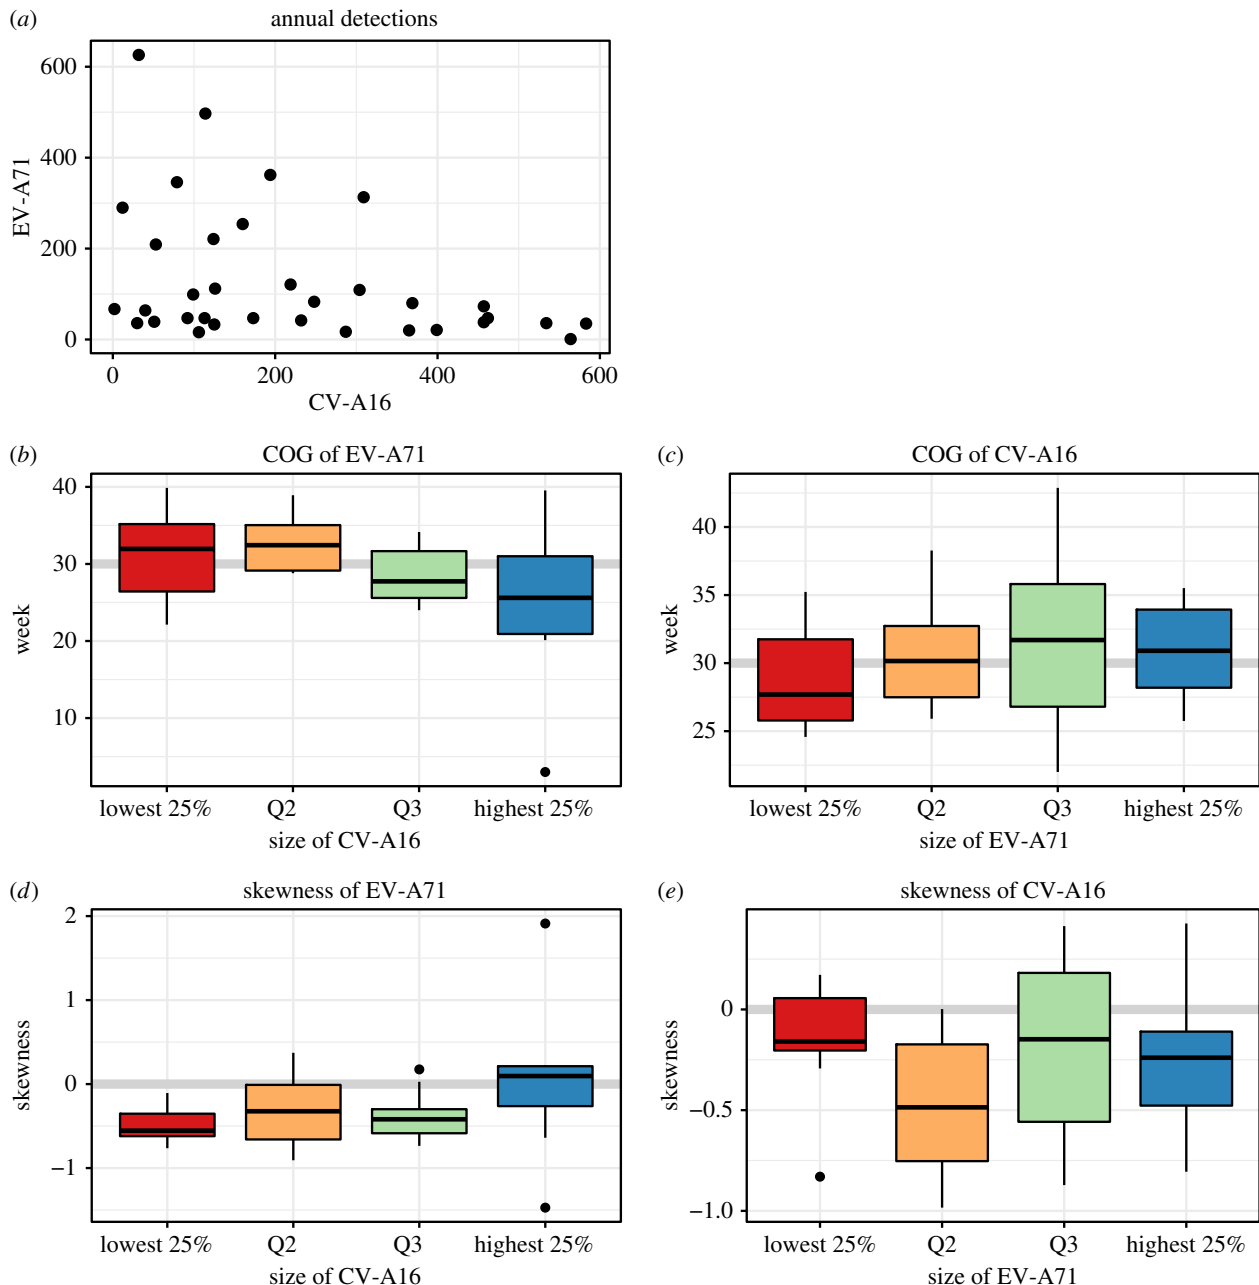 (a) annual detections
EV-A71
600
400
200
0
0 200 400 600
CV-A16
(b) COG of EV-A71
week
40
30
20
10
lowest 25% Q2 Q3 highest 25%
size of CV-A16
(c) COG of CV-A16
week
40
35
30
25
lowest 25% Q2 Q3 highest 25%
size of EV-A71
(d) skewness of EV-A71
skewness
2
1
0
−1
lowest 25% Q2 Q3 highest 25%
size of CV-A16
(e) skewness of CV-A16
skewness
0
−0.5
−1.0
lowest 25% Q2 Q3 highest 25%
size of EV-A71